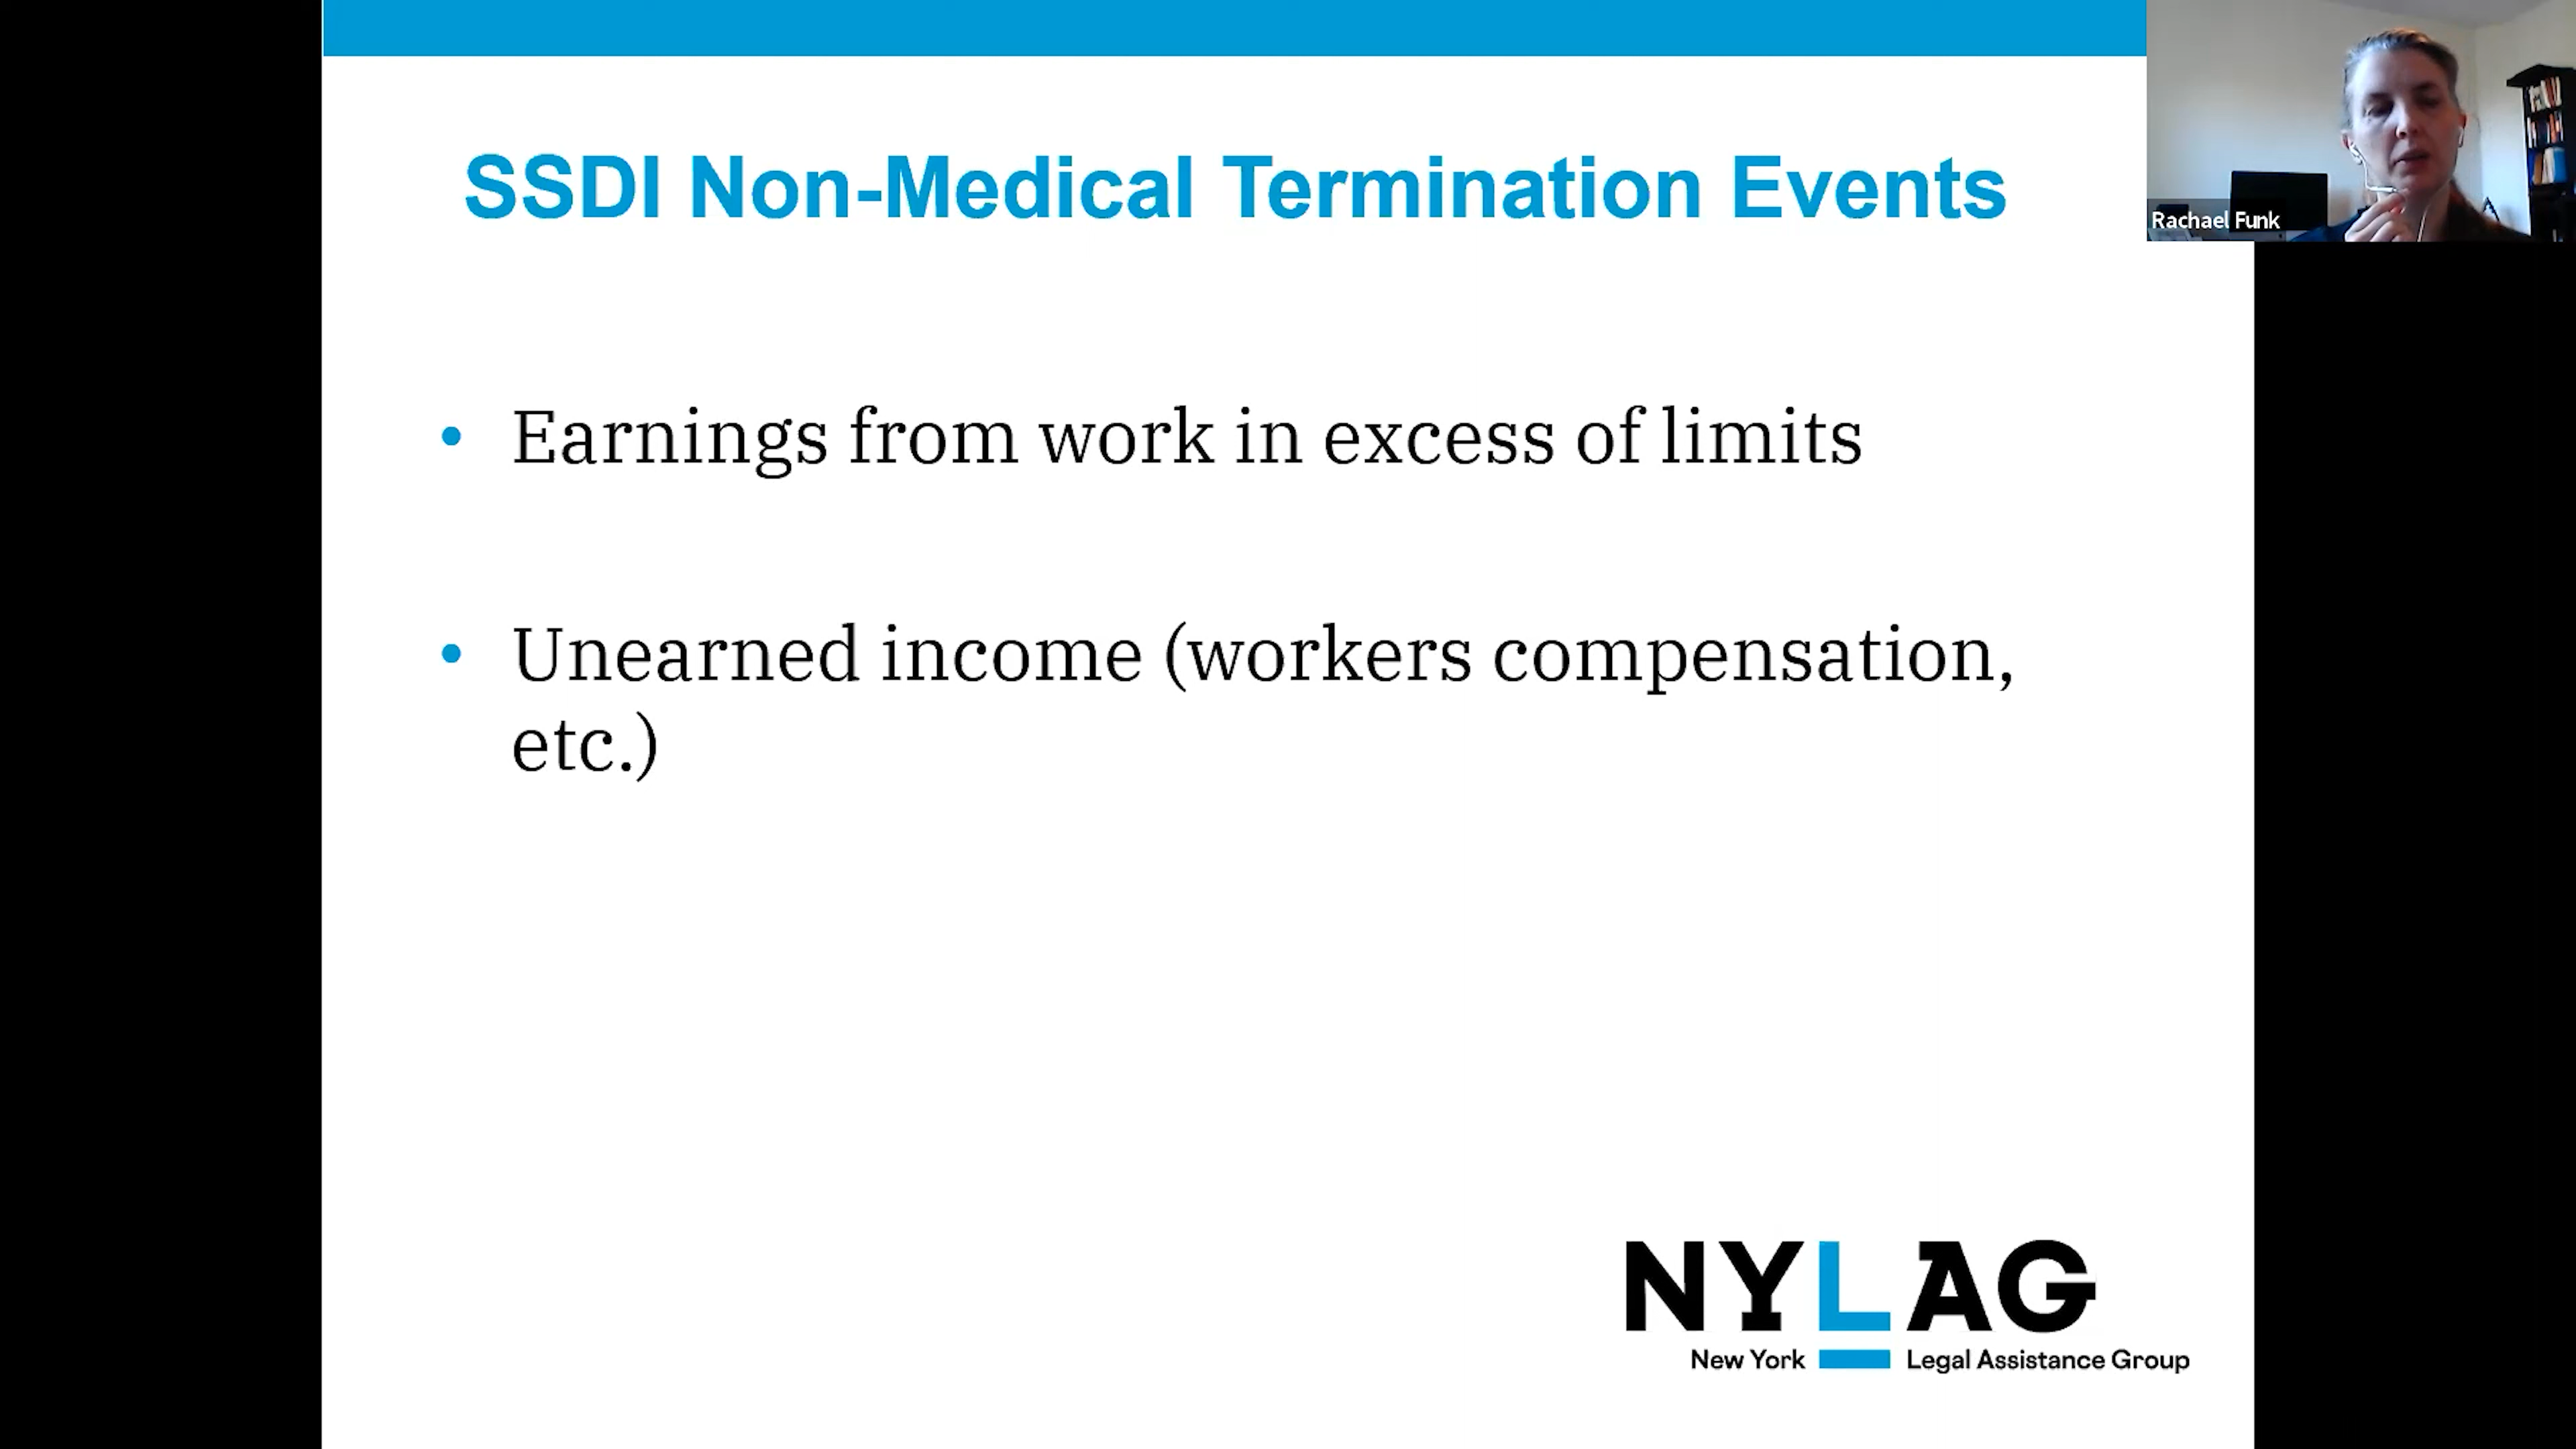 SSDI Non-Medical Termination Events
Rachael Funk
• Earnings from work in excess of limits
• Unearned income (workers compensation,
etc.)
NYLAG
New York Legal Assistance Group